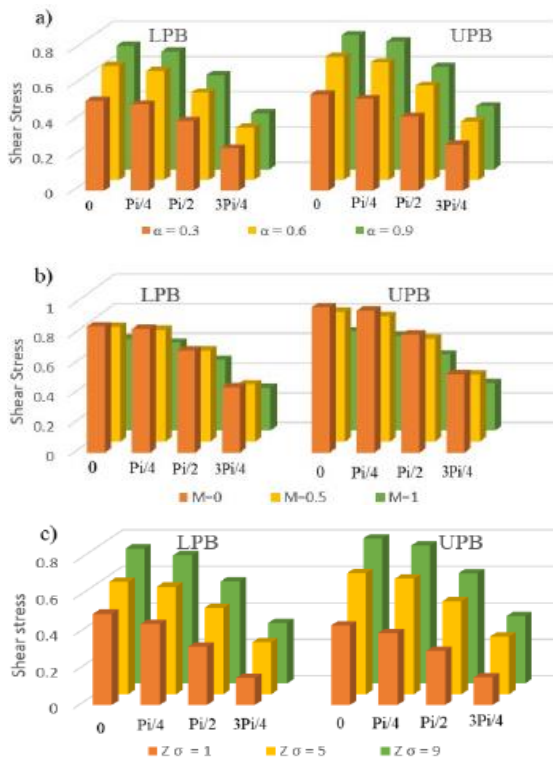 a)
LPB
UPB
Shear Stress
0.8
0.6
0.4
0.2
0
0
Pi/4
Pi/2
3Pi/4
0
Pi/4
Pi/2
3Pi/4
α = 0.3
α = 0.6
α = 0.9
b)
LPB
UPB
Shear Stress
1
0.8
0.6
0.4
0.2
0
0
Pi/4
Pi/2
3Pi/4
0
Pi/4
Pi/2
3Pi/4
M=0
M=0.5
M=1
c)
LPB
UPB
Shear stress
0.8
0.6
0.4
0.2
0
0
Pi/4
Pi/2
3Pi/4
0
Pi/4
Pi/2
3Pi/4
Z σ = 1
Z σ = 5
Z σ = 9